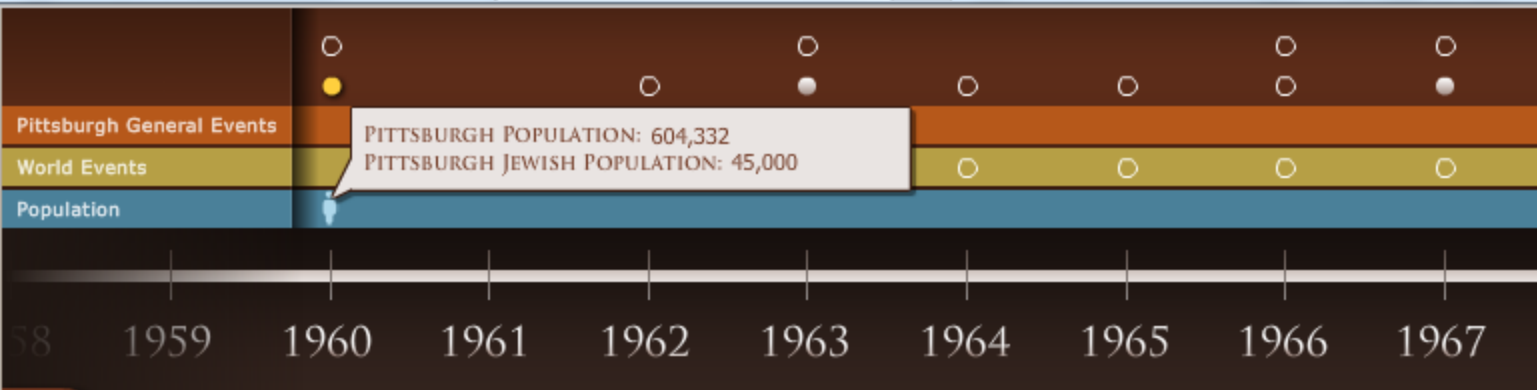 Pittsburgh General Events
Pittsburgh Population: 604,332
Pittsburgh Jewish Population: 45,000
World Events
Population
58 1959 1960 1961 1962 1963 1964 1965 1966 1967